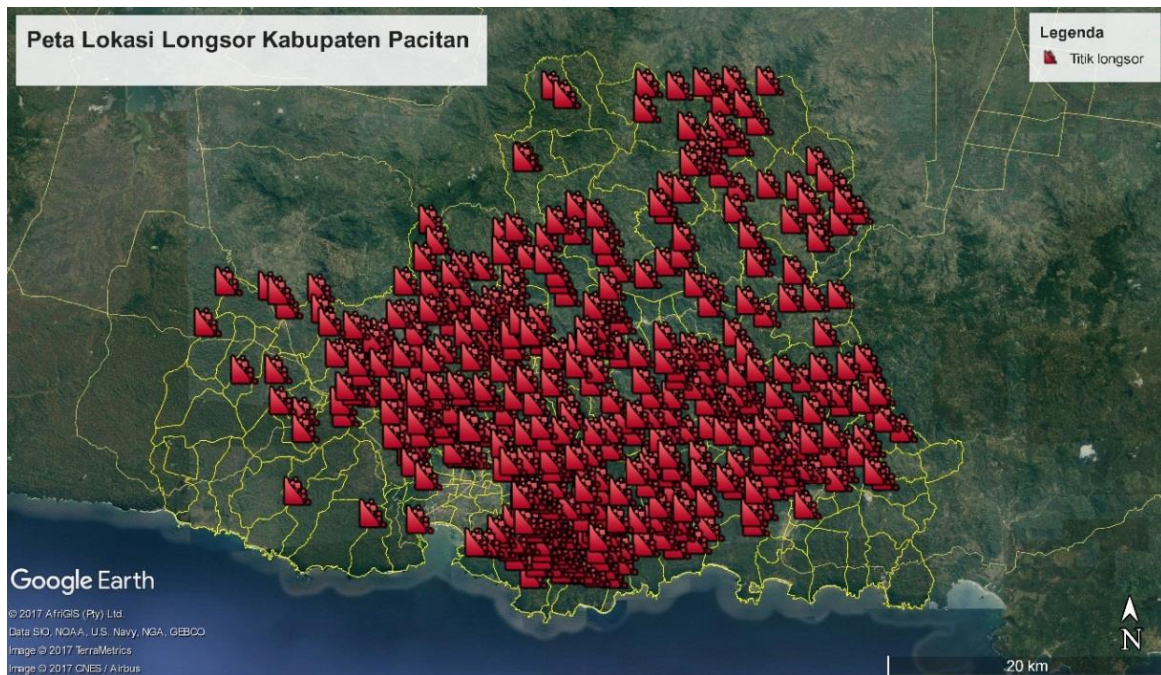 Peta Lokasi Longsor Kabupaten Pacitan
Legenda
Titik longsor
Google Earth
© 2017 AfriGIS (Pty) Ltd.
Data SIO, NOAA, U.S. Navy, NGA, GEBCO
Image © 2017 TerraMetrics
Image © 2017 CNES / Airbus
N
20 km